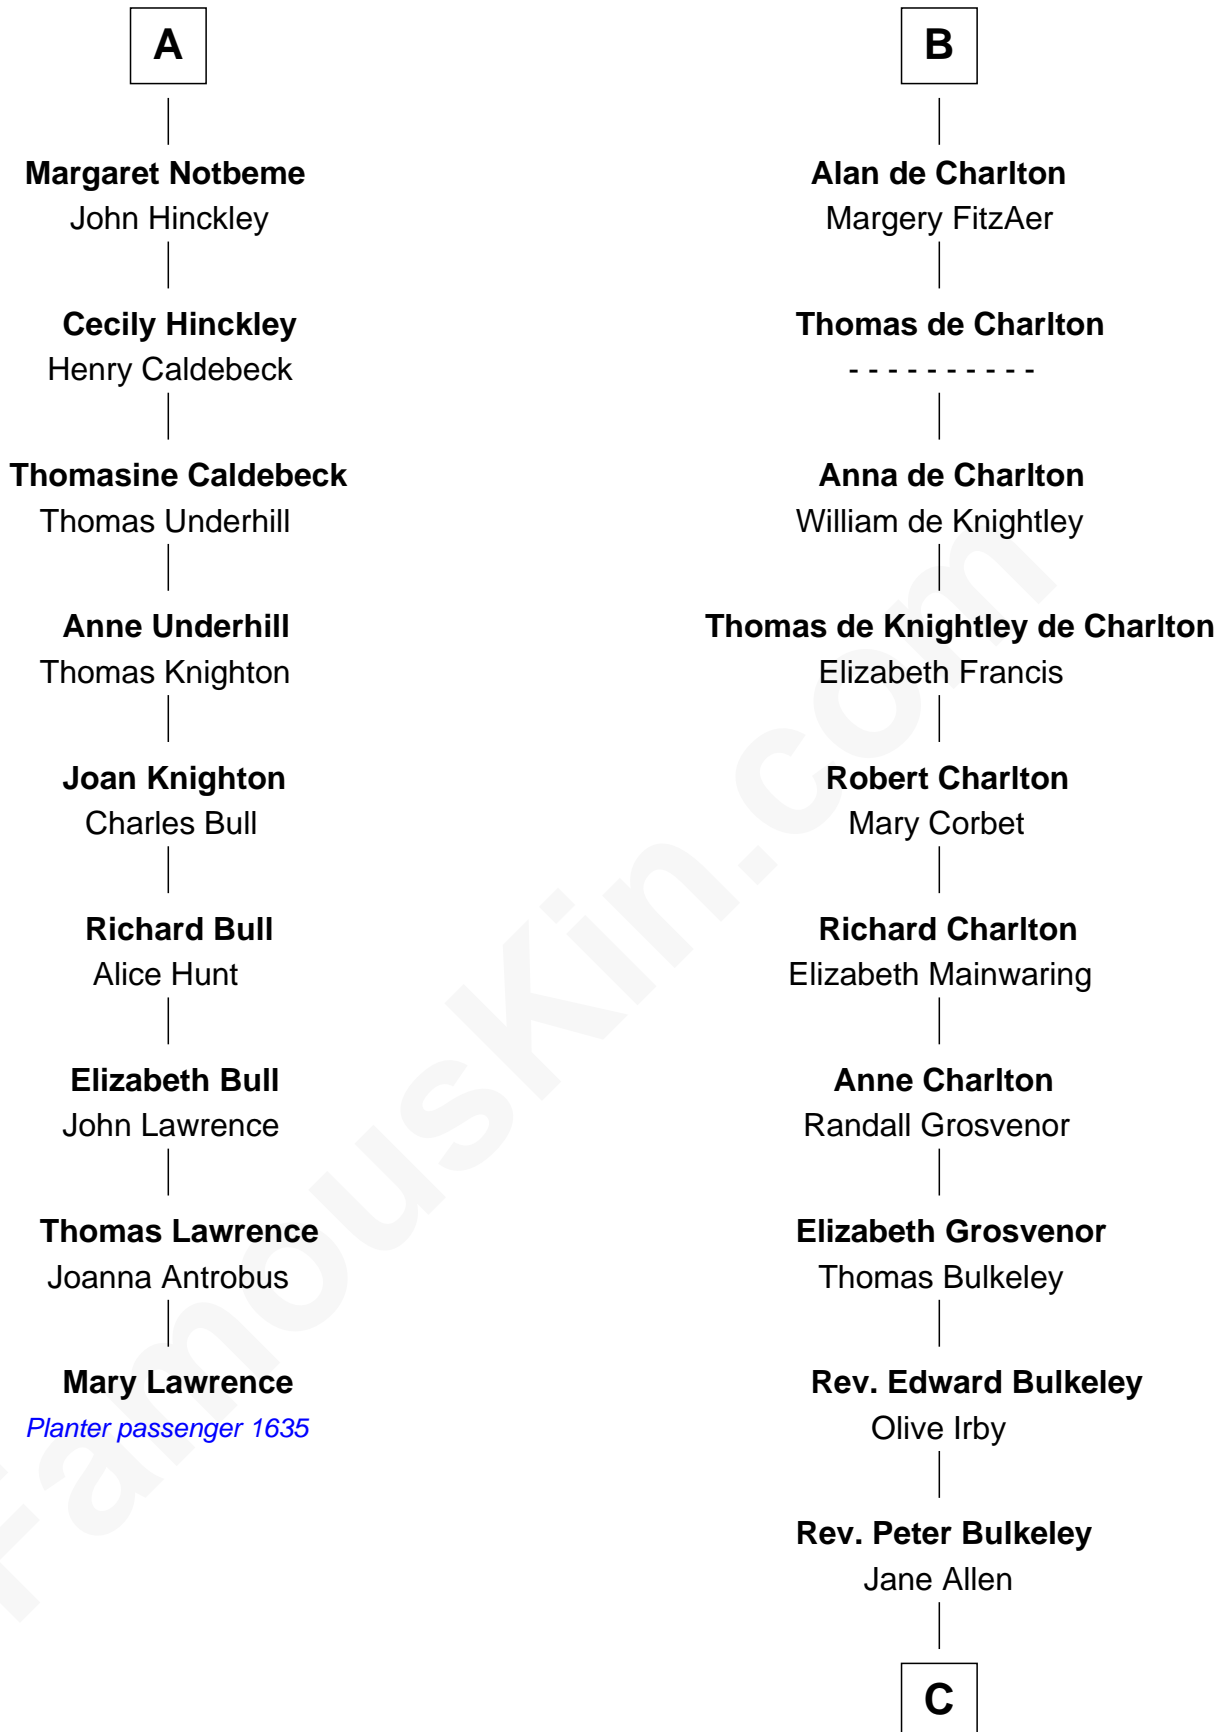 A
Margaret Notbeme
John Hinckley
Cecily Hinckley
Henry Caldebeck
Thomasine Caldebeck
Thomas Underhill
Anne Underhill
Thomas Knighton
Joan Knighton
Charles Bull
Richard Bull
Alice Hunt
Elizabeth Bull
John Lawrence
Thomas Lawrence
Joanna Antrobus
Mary Lawrence
Planter passenger 1635
B
Alan de Charlton
Margery FitzAer
Thomas de Charlton
- - - - - - - - - -
Anna de Charlton
William de Knightley
Thomas de Knightley de Charlton
Elizabeth Francis
Robert Charlton
Mary Corbet
Richard Charlton
Elizabeth Mainwaring
Anne Charlton
Randall Grosvenor
Elizabeth Grosvenor
Thomas Bulkeley
Rev. Edward Bulkeley
Olive Irby
Rev. Peter Bulkeley
Jane Allen
C
FamousKin.com